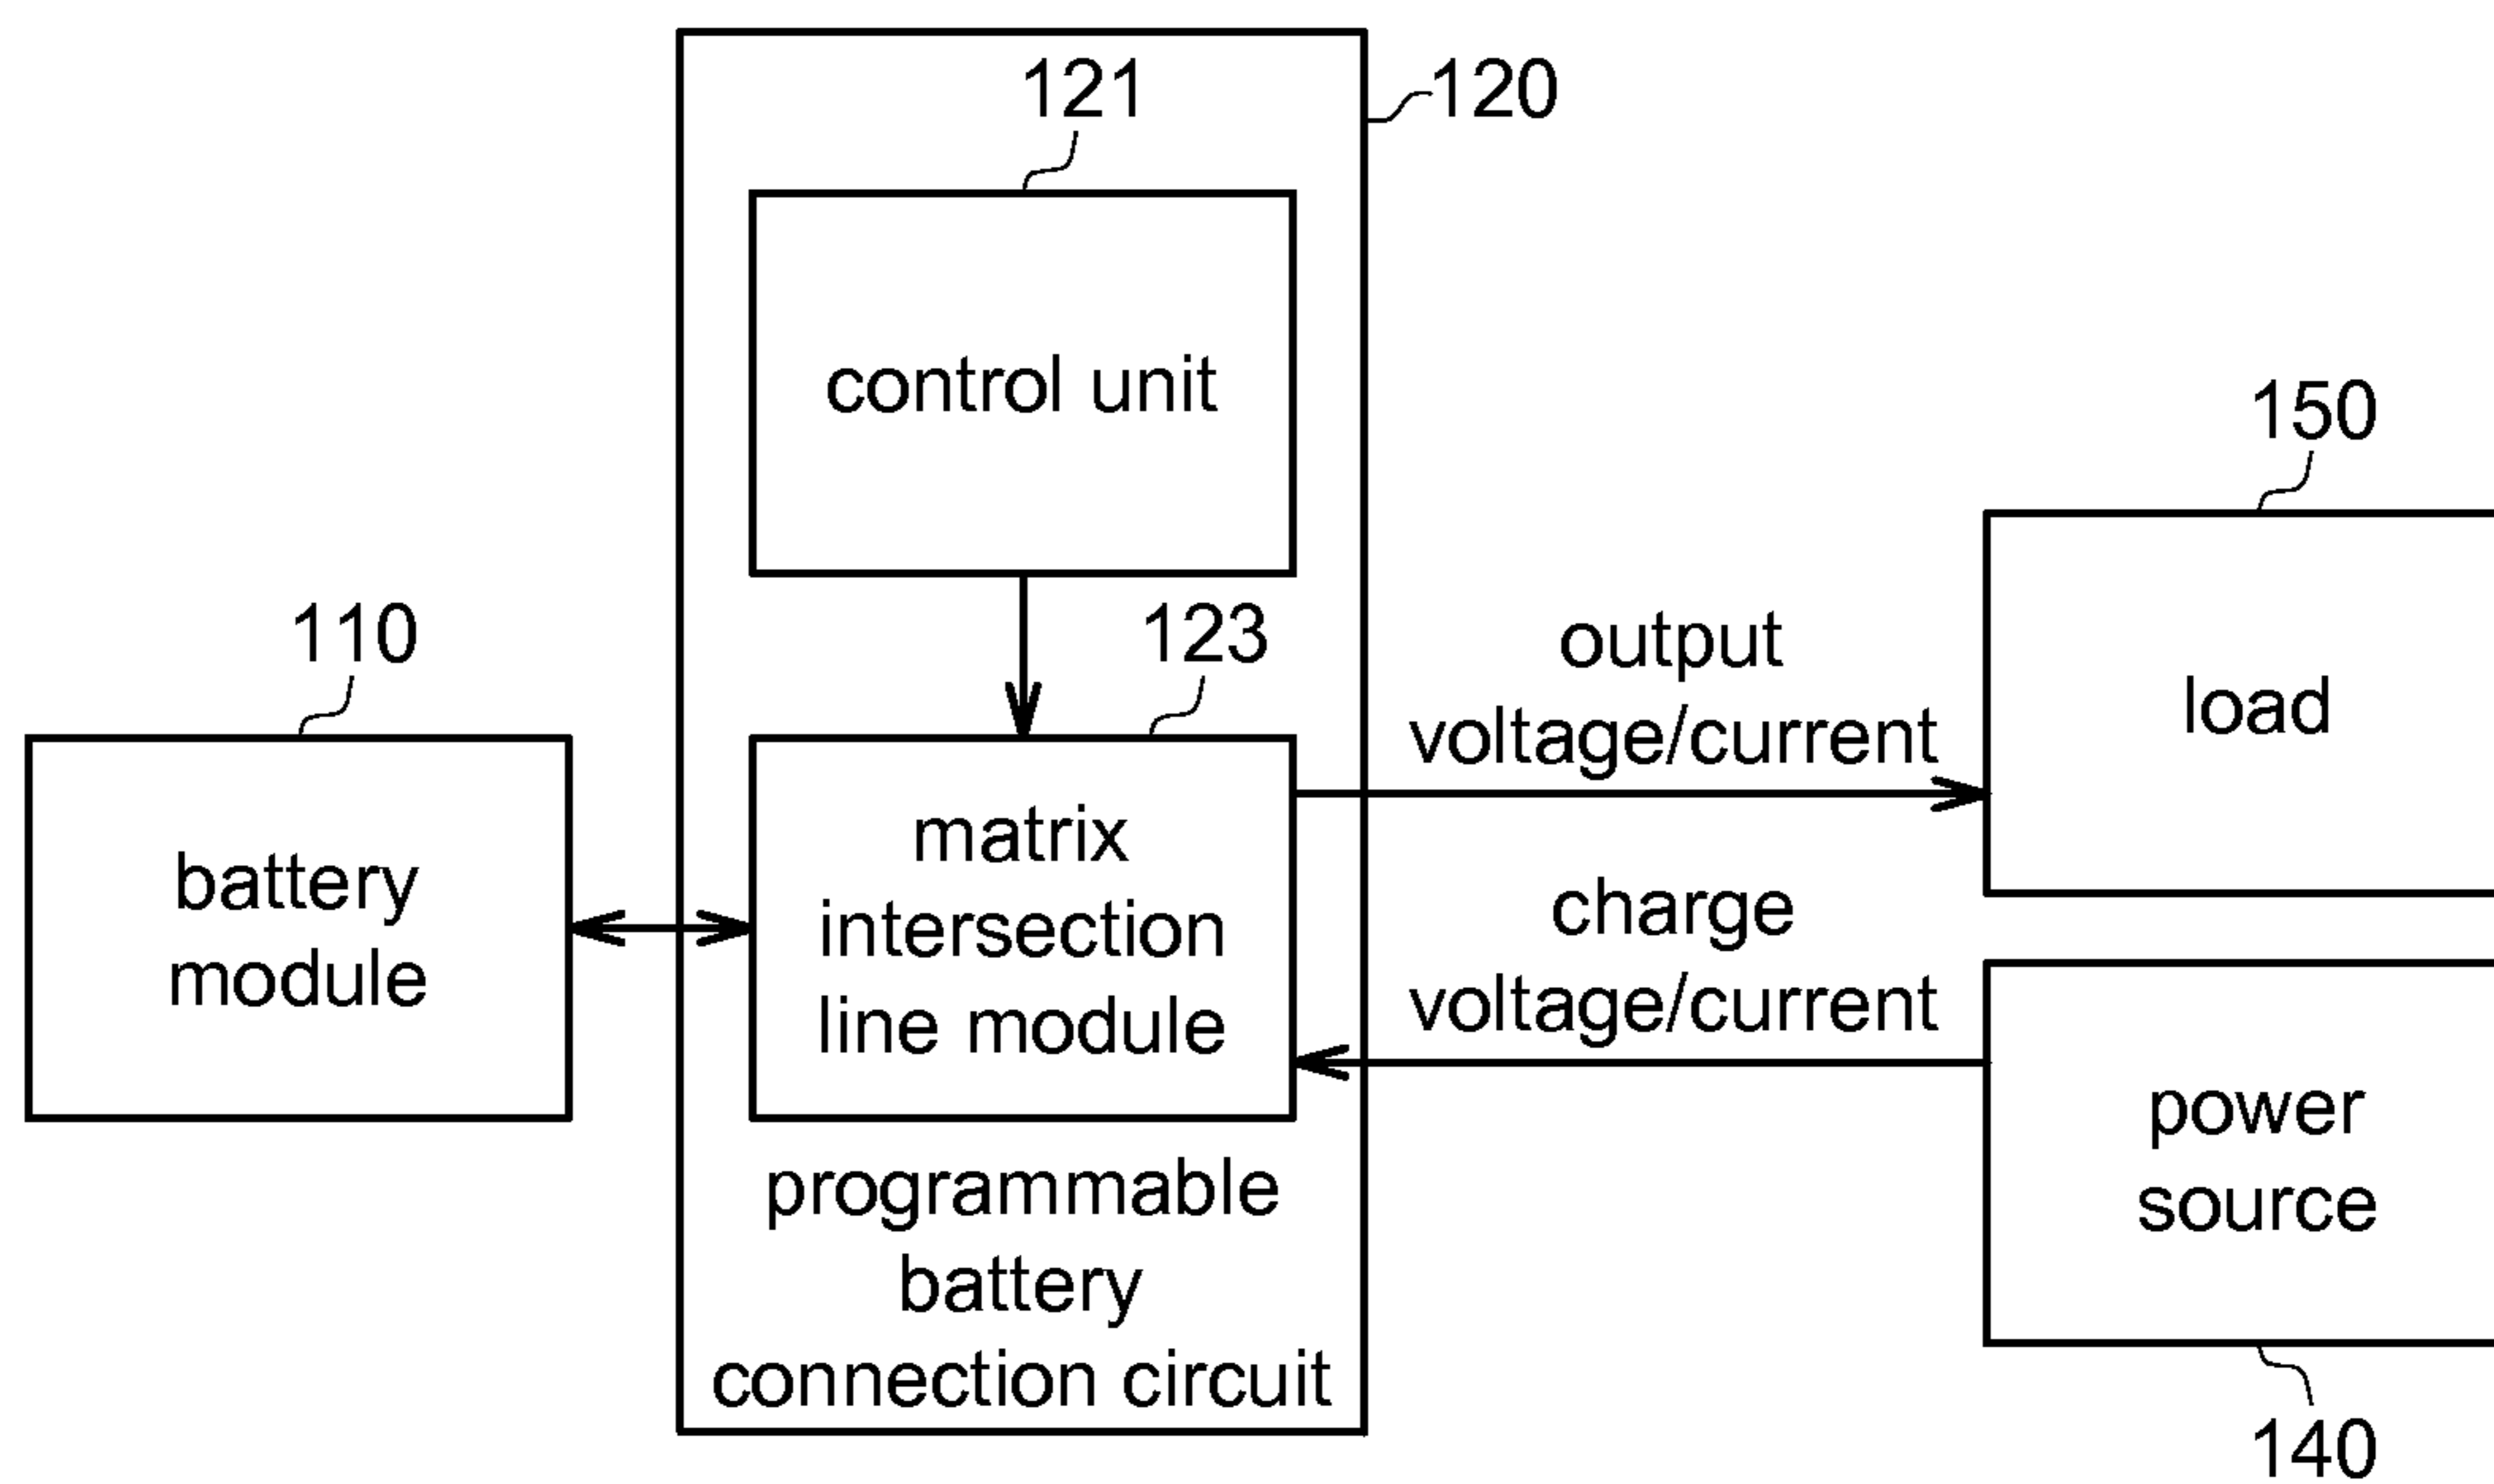 121
120
control unit
150
110
123
output
voltage/current
load
battery
module
matrix
intersection
line module
charge
voltage/current
power
source
programmable
battery
connection circuit
140